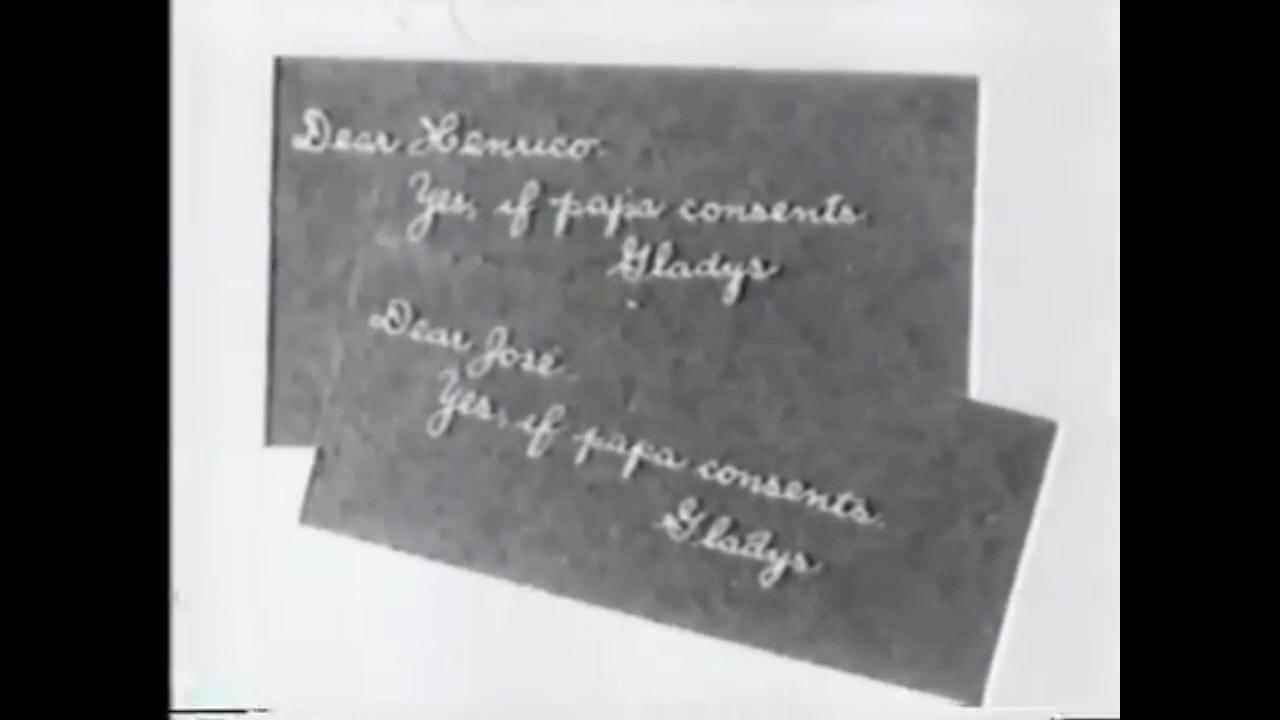 Dear Henrico.
Yes, if papa consents.
Gladys
Dear José.
Yes, if papa consents.
Gladys